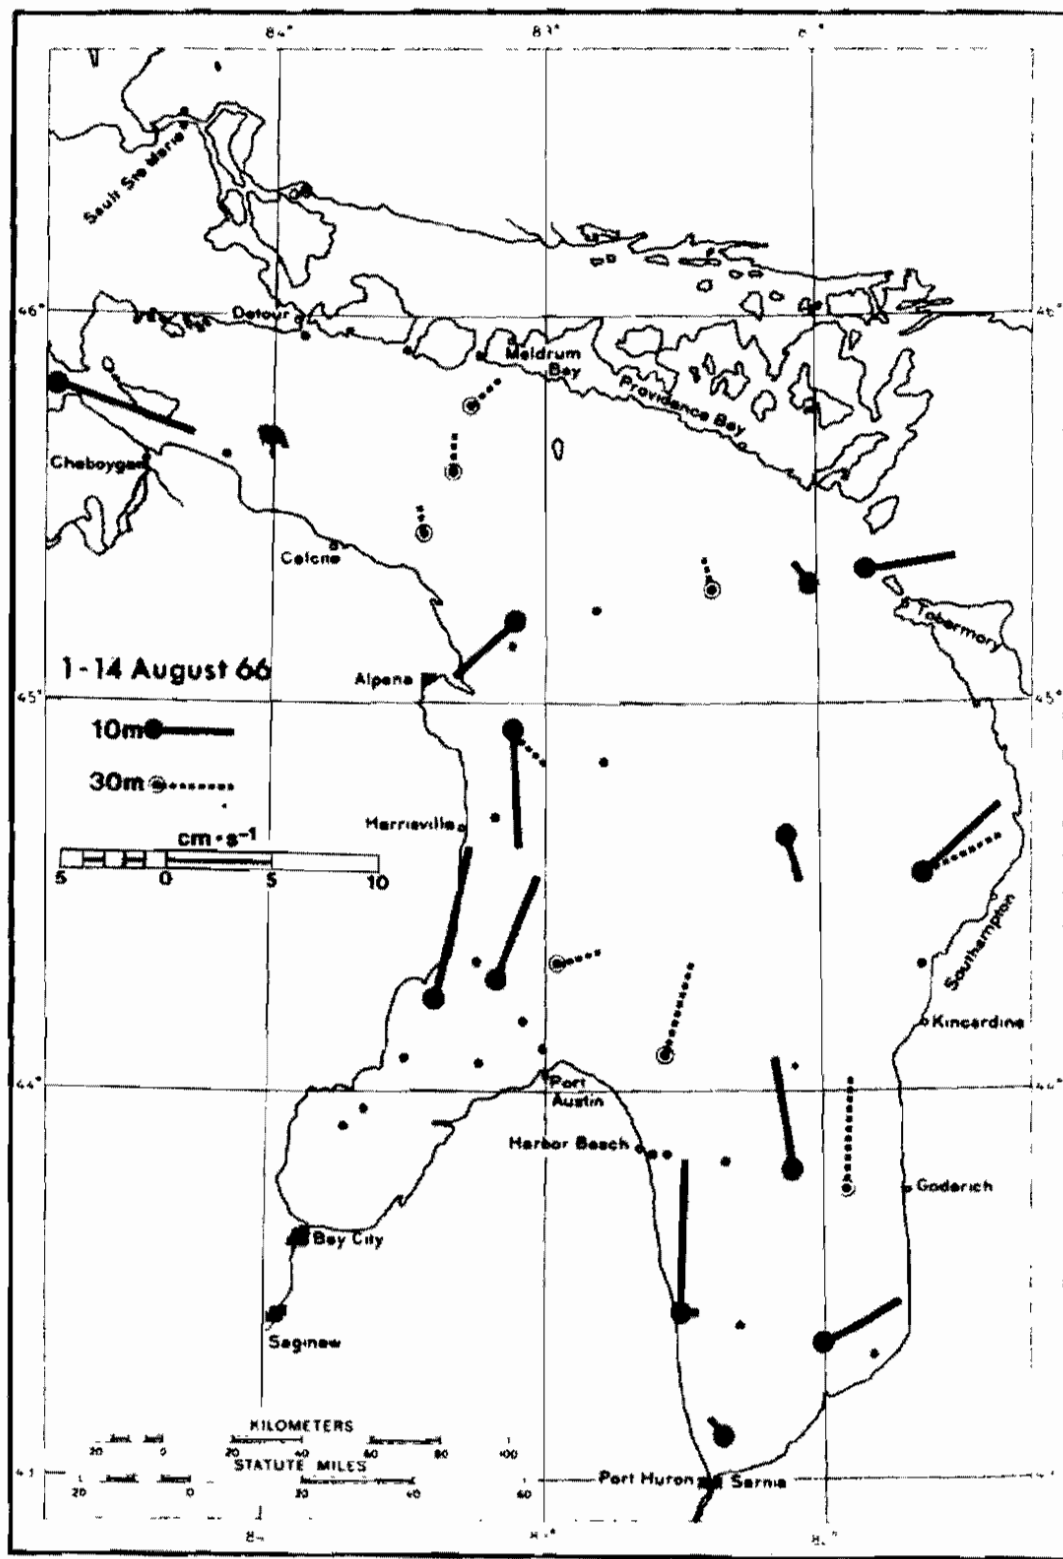 84° 83°
Sault Ste Marie
46° Detour
Meldrum
Bay
Providence Bay
Cheboygan
Tobermory
1-14 August 66
Alpena
45° 45°
10m
30m
Harrisville
cm·s⁻¹
5 0 5 10
Southampton
Kincardine
44° 44°
Port
Austin
Harbor Beach
Goderich
Bay City
Saginaw
KILOMETERS
20 0 20 40 60 80 100
STATUTE MILES
20 0 20 40 60
Port Huron Sarnia